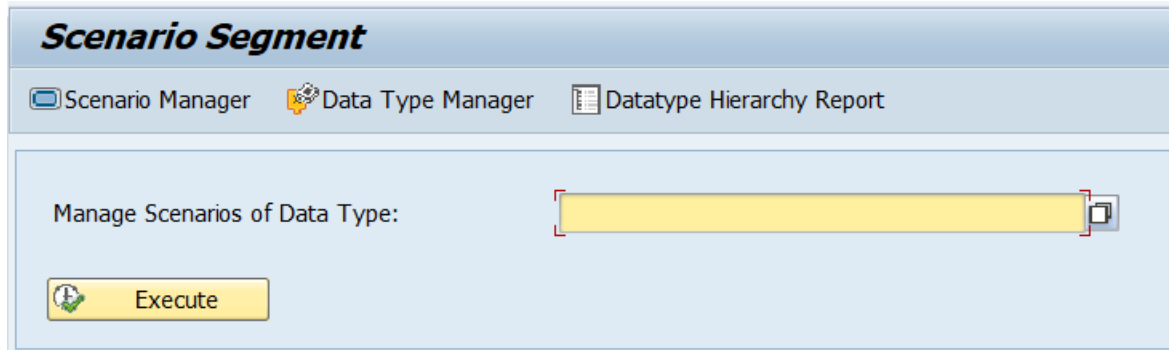 Scenario Segment
Scenario Manager Data Type Manager Datatype Hierarchy Report
Manage Scenarios of Data Type:
Execute